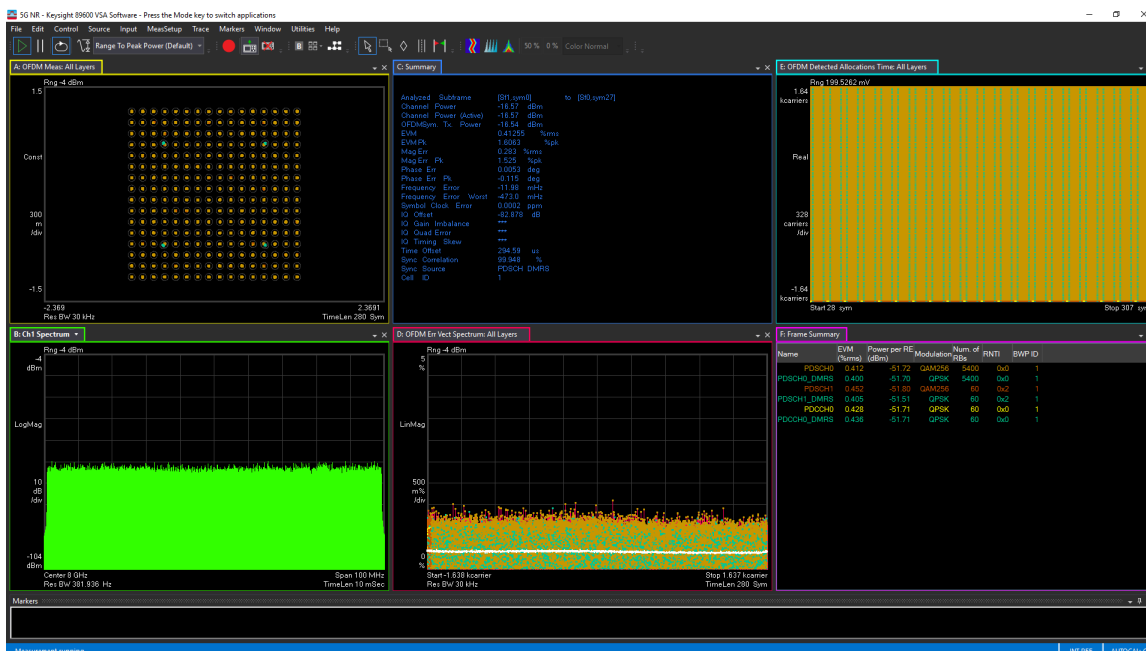 5G NR - Keysight 89600 VSA Software - Press the Mode key to switch applications
File Edit Control Source Input MeasSetup Trace Markers Window Utilities Help
Range To Peak Power (Default) 50 % 0 % Color Normal
A: OFDM Meas: All Layers
Rng -4 dBm
1.5
Const
300
m
/div
-1.5
-2.369 2.3691
Res BW 30 kHz TimeLen 280 Sym
C: Summary
Analyzed Subframe [Sf1,sym0] to [Sf0,sym27]
Channel Power -16.57 dBm
Channel Power (Active) -16.57 dBm
OFDMSym. Tx. Power -16.54 dBm
EVM 0.41255 %rms
EVM Pk 1.6063 %pk
Mag Err 0.283 %rms
Mag Err Pk 1.525 %pk
Phase Err 0.0053 deg
Phase Err Pk -0.115 deg
Frequency Error -11.98 mHz
Frequency Error Worst -473.0 mHz
Symbol Clock Error 0.0002 ppm
IQ Offset -82.878 dB
IQ Gain Imbalance ***
IQ Quad Error ***
IQ Timing Skew ***
Time Offset 294.59 us
Sync Correlation 99.948 %
Sync Source PDSCH DMRS
Cell ID 1
E: OFDM Detected Allocations Time: All Layers
Rng 199.5262 mV
1.64
kcarriers
Real
328
carriers
/div
-1.64
kcarriers
Start 28 sym Stop 307 sym
B: Ch1 Spectrum
Rng -4 dBm
-4
dBm
LogMag
10
dB
/div
-104
dBm
Center 8 GHz Span 100 MHz
Res BW 381.936 Hz TimeLen 10 mSec
D: OFDM Err Vect Spectrum: All Layers
Rng -4 dBm
5
%
LinMag
500
m%
/div
0
%
Start -1.638 kcarrier Stop 1.637 kcarrier
Res BW 30 kHz TimeLen 280 Sym
F: Frame Summary
Name EVM (%rms) Power per RE (dBm) Modulation Num. of RBs RNTI BWP ID
PDSCH0 0.412 -51.72 QAM256 5400 0x0 1
PDSCH0_DMRS 0.400 -51.70 QPSK 5400 0x0 1
PDSCH1 0.452 -51.80 QAM256 60 0x2 1
PDSCH1_DMRS 0.405 -51.51 QPSK 60 0x2 1
PDCCH0 0.428 -51.71 QPSK 60 0x0 1
PDCCH0_DMRS 0.436 -51.71 QPSK 60 0x0 1
Markers
Measurement running
INT REF